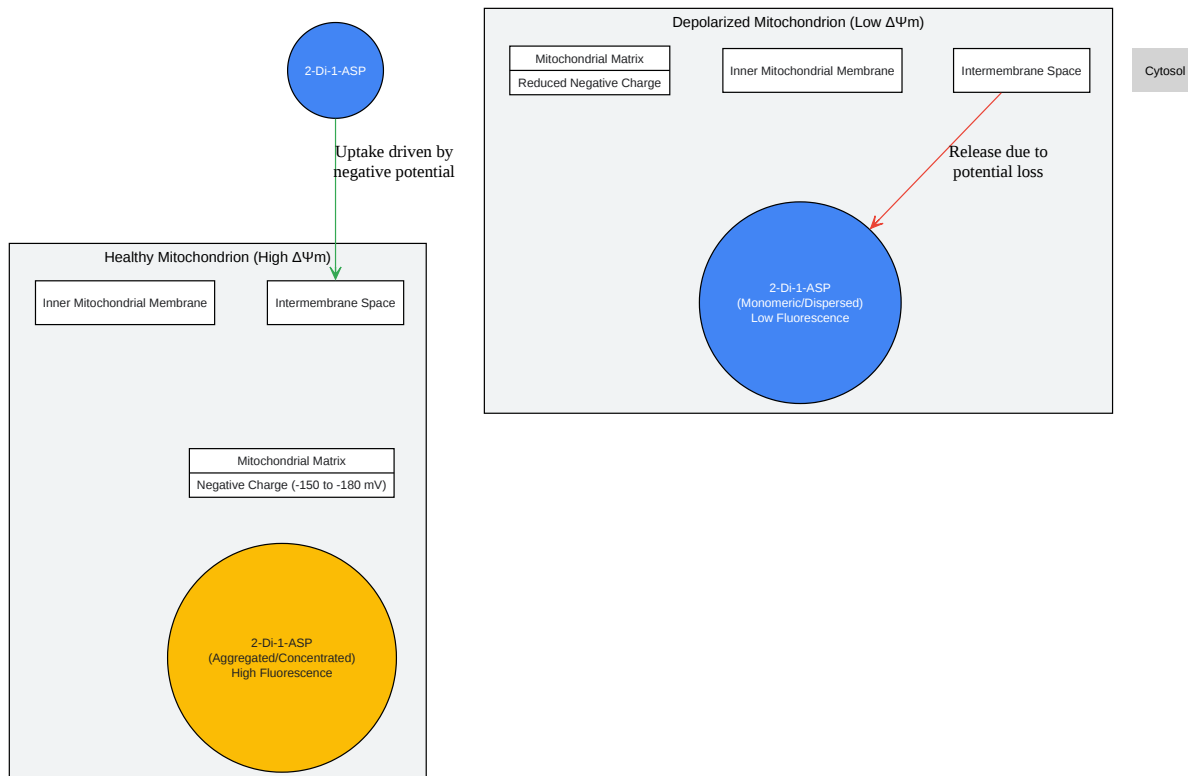 2-Di-1-ASP
Uptake driven by
negative potential
Depolarized Mitochondrion (Low ΔΨm)
Mitochondrial Matrix
Reduced Negative Charge
Inner Mitochondrial Membrane
Intermembrane Space
Cytosol
Release due to
potential loss
2-Di-1-ASP
(Monomeric/Dispersed)
Low Fluorescence
Healthy Mitochondrion (High ΔΨm)
Inner Mitochondrial Membrane
Intermembrane Space
Mitochondrial Matrix
Negative Charge (-150 to -180 mV)
2-Di-1-ASP
(Aggregated/Concentrated)
High Fluorescence